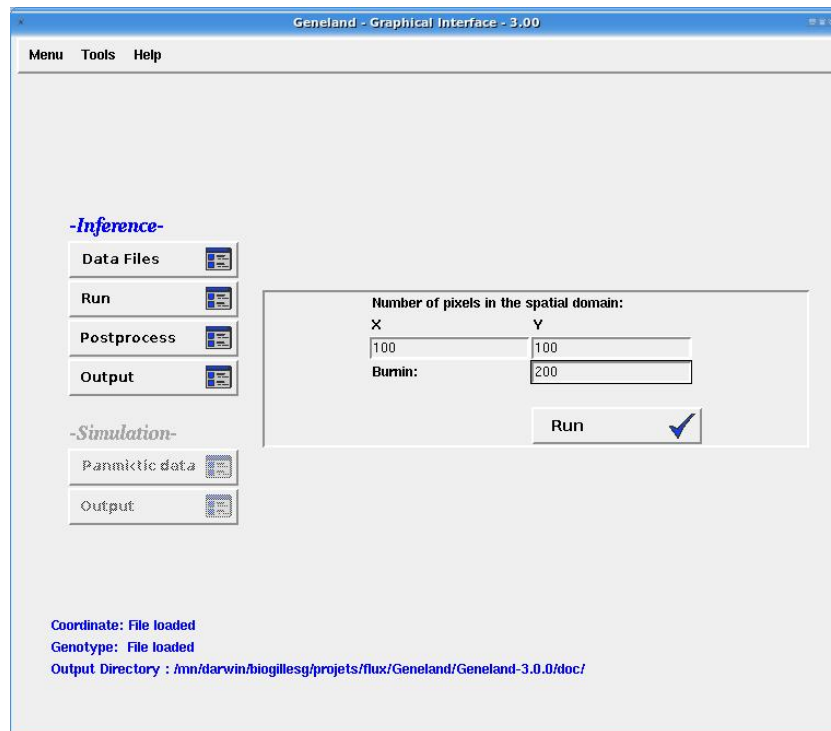 Geneland - Graphical Interface - 3.00
Menu Tools Help
-Inference-
Data Files
Run
Postprocess
Output
Number of pixels in the spatial domain:
X Y
100 100
Burnin: 200
Run
-Simulation-
Panmictic data
Output
Coordinate: File loaded
Genotype: File loaded
Output Directory : /mn/darwin/biogillesg/projets/flux/Geneland/Geneland-3.0.0/doc/